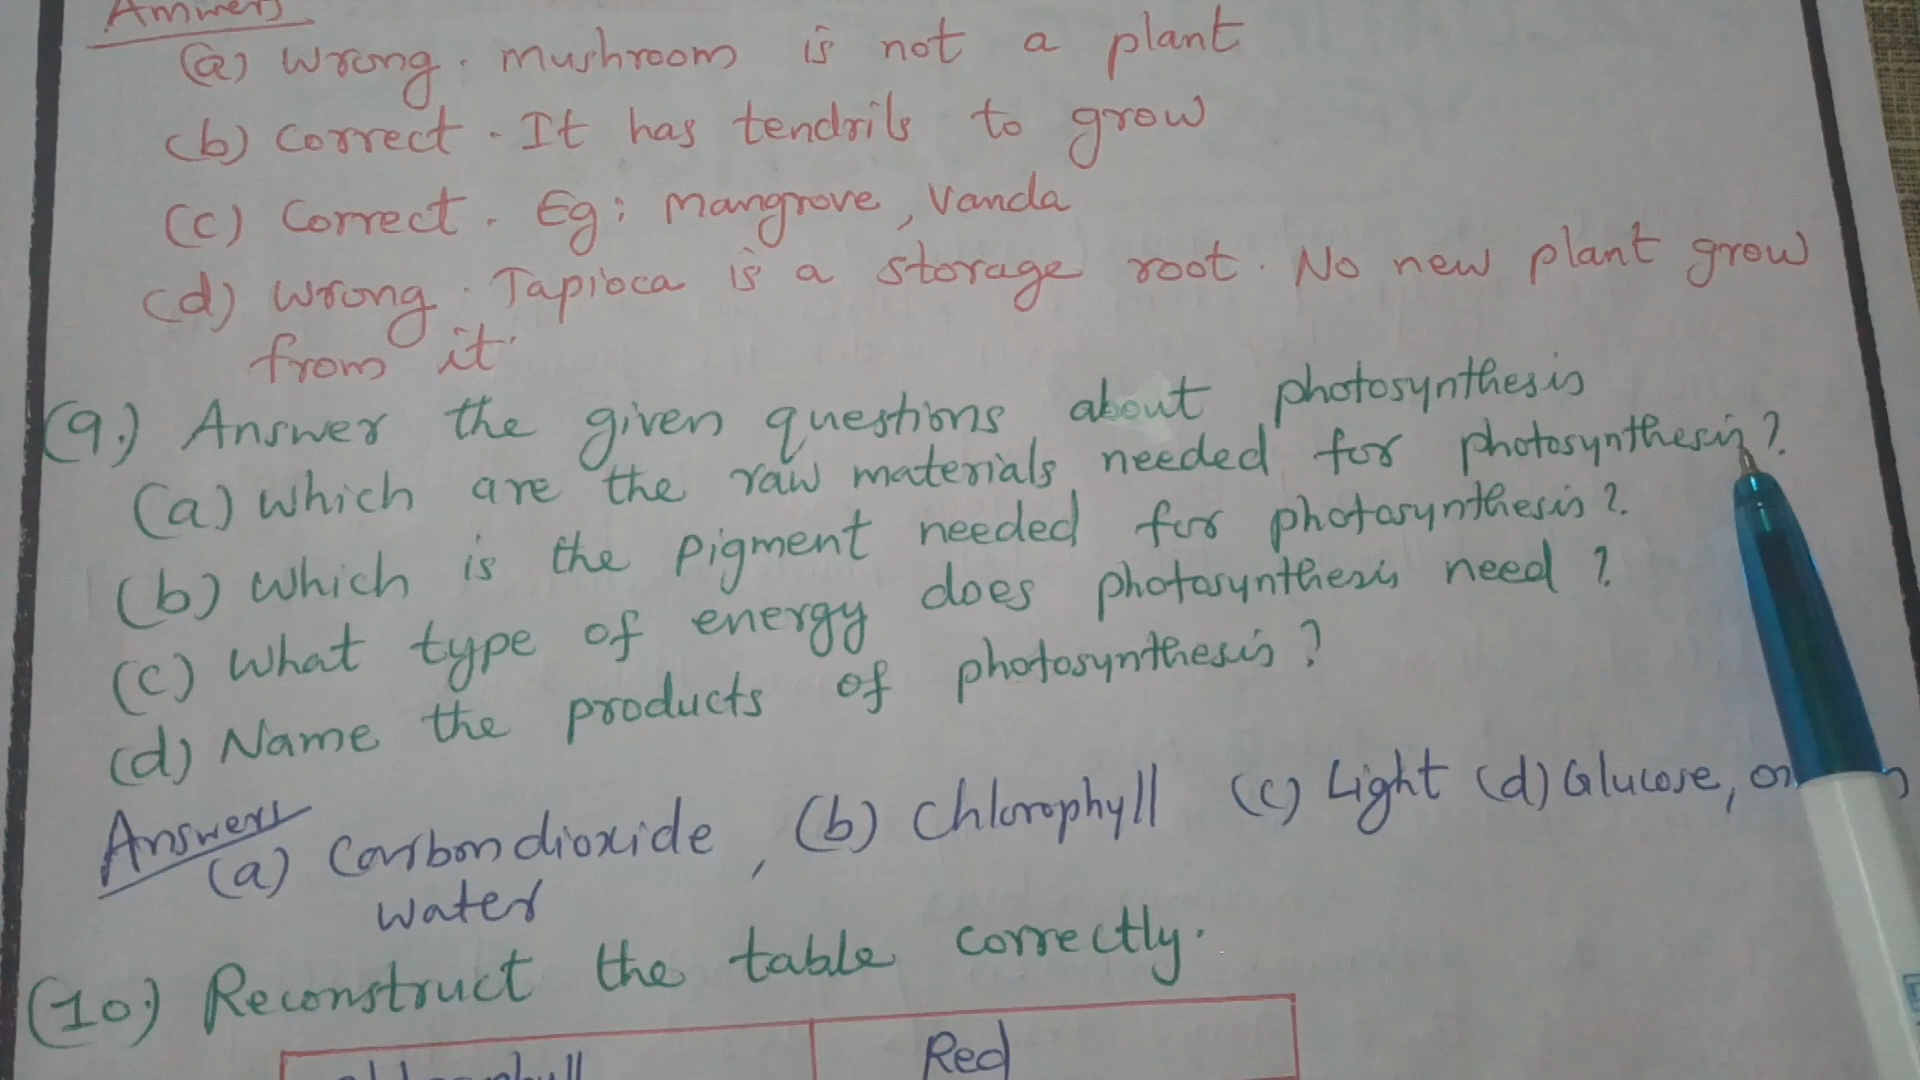 Answers
(a) Wrong. Mushroom is not a plant
(b) Correct. It has tendrils to grow
(c) Correct. Eg: Mangrove, Vanda
(d) Wrong. Tapioca is a storage root. No new plant grow
from it.
(9.) Answer the given questions about photosynthesis
(a) Which are the raw materials needed for photosynthesis?
(b) Which is the pigment needed for photosynthesis?
(c) What type of energy does photosynthesis need?
(d) Name the products of photosynthesis?
Answers
(a) Carbondioxide, (b) Chlorophyll (c) Light (d) Glucose,
water
(10.) Reconstruct the table correctly.
Red